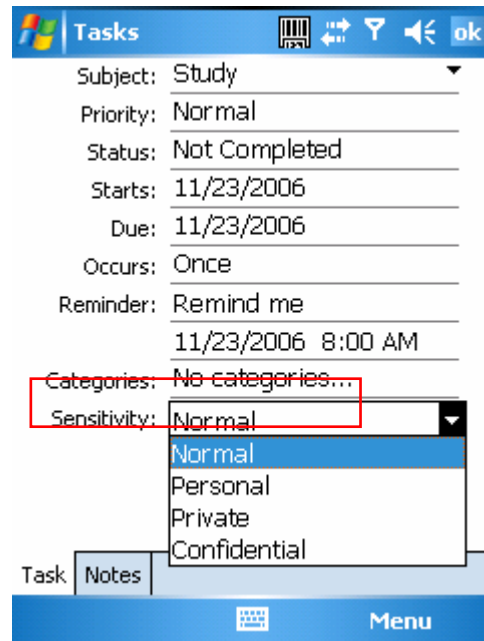 Tasks ok
Subject: Study
Priority: Normal
Status: Not Completed
Starts: 11/23/2006
Due: 11/23/2006
Occurs: Once
Reminder: Remind me
11/23/2006 8:00 AM
Categories: No categories...
Sensitivity: Normal
Normal
Personal
Private
Confidential
Task Notes
Menu